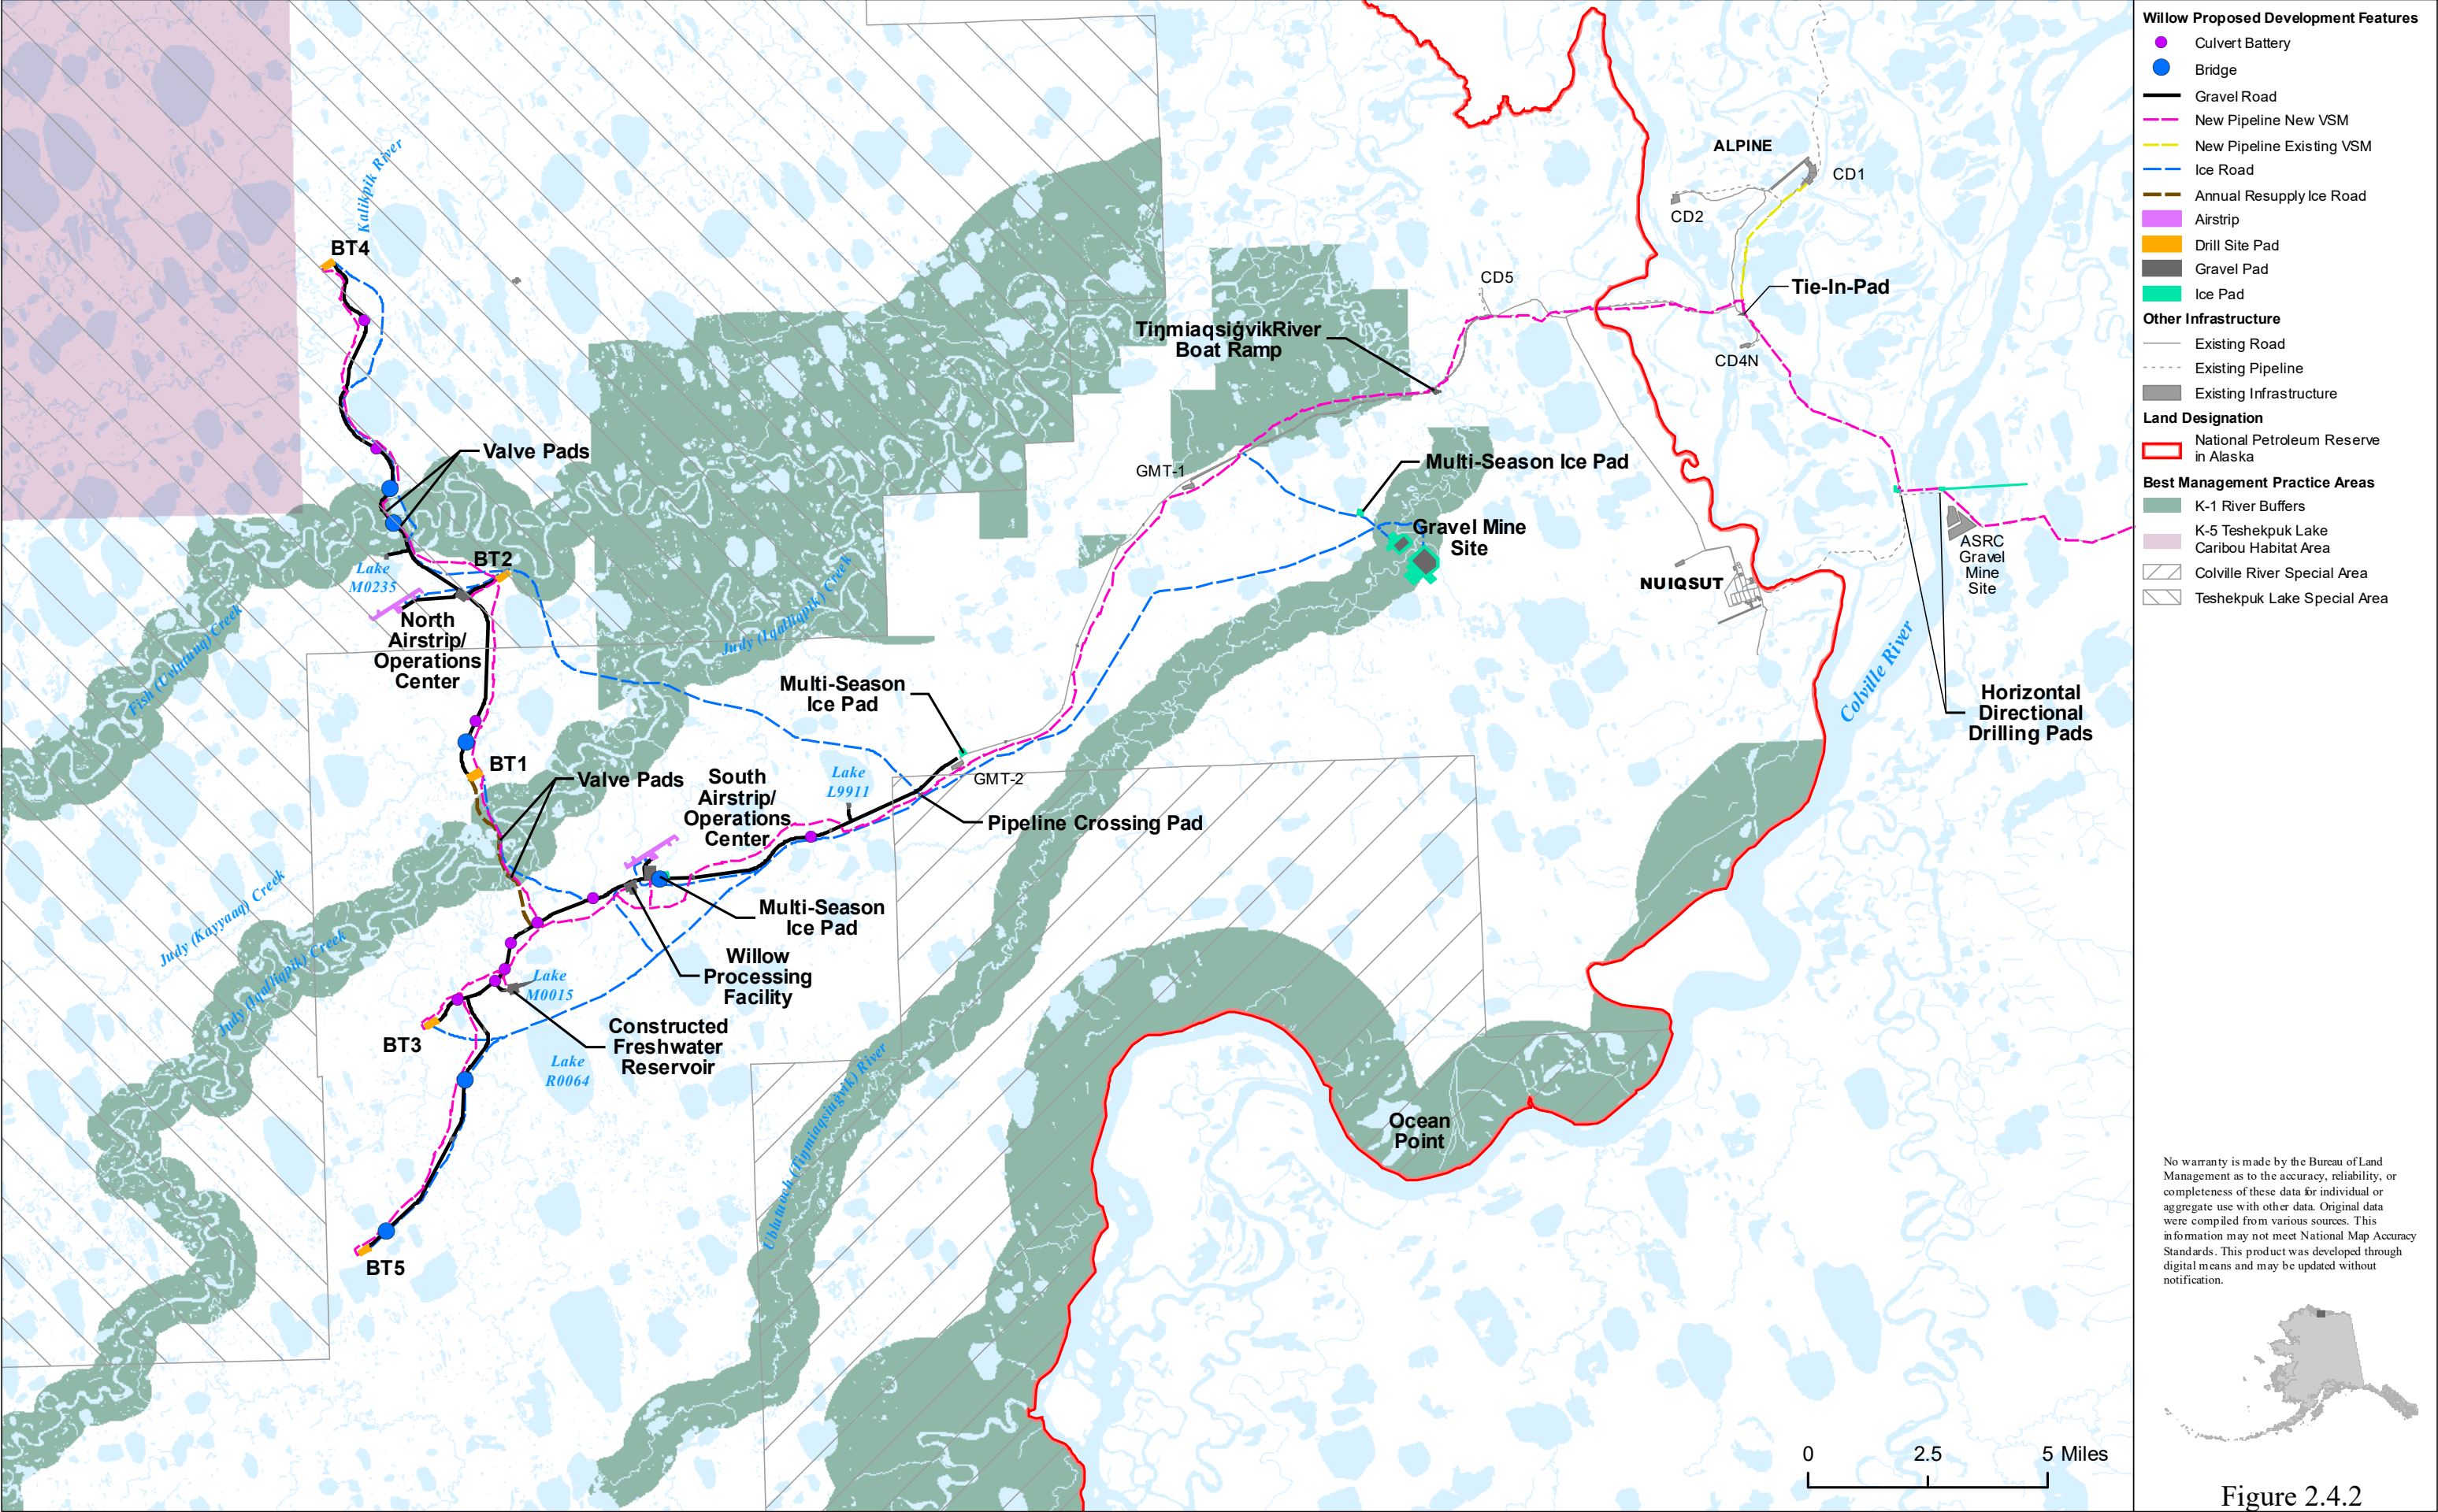 Kalikpik River
BT4
Valve Pads
BT2
Lake
M0235
North
Airstrip/
Operations
Center
Fish (Uvlutuuq) Creek
Judy (Iqalliqpik) Creek
BT1
Valve Pads
South
Airstrip/
Operations
Center
Lake
L9911
Multi-Season
Ice Pad
GMT-2
Pipeline Crossing Pad
Multi-Season
Ice Pad
Willow
Processing
Facility
Judy (Kayyaaq) Creek
Judy (Iqalliqpik) Creek
Lake
M0015
Constructed
Freshwater
Reservoir
BT3
Lake
R0064
BT5
River
ALPINE
CD1
CD2
Tie-In-Pad
CD5
CD4N
TiŋmiaqsiġvikRiver
Boat Ramp
GMT-1
Multi-Season Ice Pad
Gravel Mine
Site
NUIQSUT
ASRC
Gravel
Mine
Site
Colville River
Horizontal
Directional
Drilling Pads
Ocean
Point
0 2.5 5 Miles
Willow Proposed Development Features
Culvert Battery
Bridge
Gravel Road
New Pipeline New VSM
New Pipeline Existing VSM
Ice Road
Annual Resupply Ice Road
Airstrip
Drill Site Pad
Gravel Pad
Ice Pad
Other Infrastructure
Existing Road
Existing Pipeline
Existing Infrastructure
Land Designation
National Petroleum Reserve
in Alaska
Best Management Practice Areas
K-1 River Buffers
K-5 Teshekpuk Lake
Caribou Habitat Area
Colville River Special Area
Teshekpuk Lake Special Area
No warranty is made by the Bureau of Land
Management as to the accuracy, reliability, or
completeness of these data for individual or
aggregate use with other data. Original data
were compiled from various sources. This
information may not meet National Map Accuracy
Standards. This product was developed through
digital means and may be updated without
notification.
Figure 2.4.2